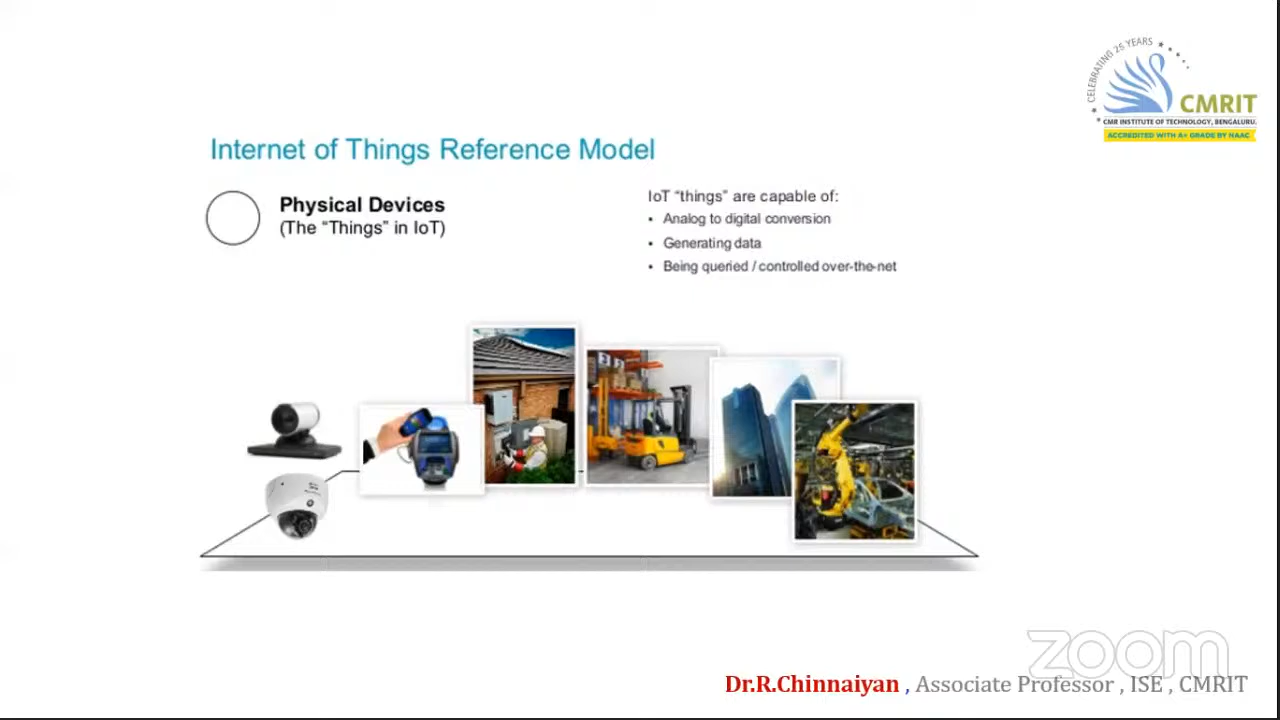 CELEBRATING 25 YEARS
CMRIT
CMR INSTITUTE OF TECHNOLOGY, BENGALURU.
ACCREDITED WITH A+ GRADE BY NAAC
Internet of Things Reference Model
Physical Devices
(The “Things” in IoT)
IoT “things” are capable of:
▪ Analog to digital conversion
▪ Generating data
▪ Being queried / controlled over-the-net
zoom
Dr.R.Chinnaiyan , Associate Professor , ISE , CMRIT